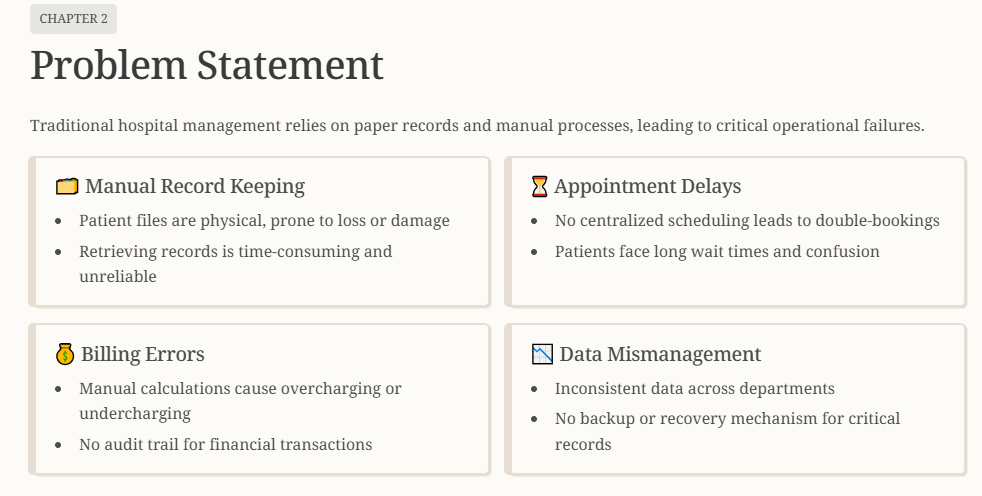 CHAPTER 2
Problem Statement
Traditional hospital management relies on paper records and manual processes, leading to critical operational failures.
Manual Record Keeping
• Patient files are physical, prone to loss or damage
• Retrieving records is time-consuming and
unreliable
Appointment Delays
• No centralized scheduling leads to double-bookings
• Patients face long wait times and confusion
Billing Errors
• Manual calculations cause overcharging or
undercharging
• No audit trail for financial transactions
Data Mismanagement
• Inconsistent data across departments
• No backup or recovery mechanism for critical
records